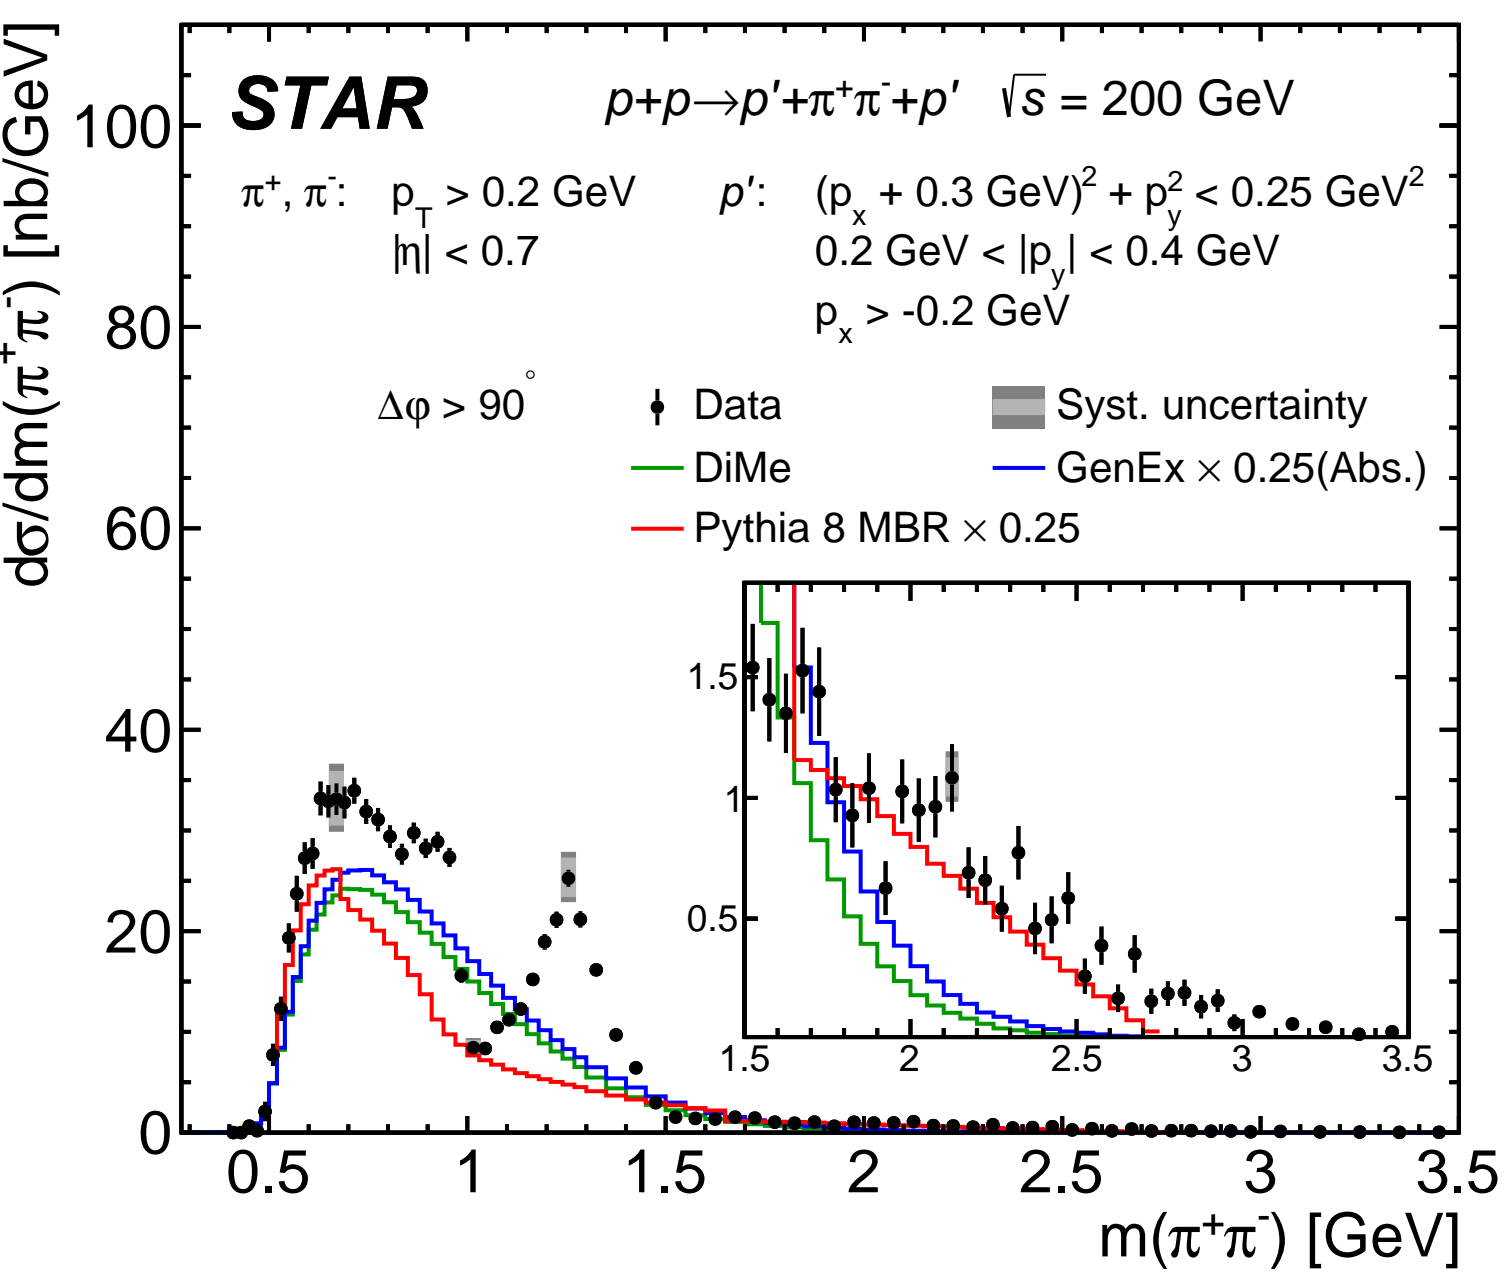 dσ/dm(π⁺π⁻) [nb/GeV]
STAR p+p→p′+π⁺π⁻+p′ √s = 200 GeV
π⁺, π⁻: p_T > 0.2 GeV p′: (p_x + 0.3 GeV)² + p_y² < 0.25 GeV²
|η| < 0.7 0.2 GeV < |p_y| < 0.4 GeV
p_x > -0.2 GeV
Δφ > 90° Data Syst. uncertainty
DiMe GenEx × 0.25(Abs.)
Pythia 8 MBR × 0.25
100
80
60
40
20
0
1.5
1
0.5
1.5 2 2.5 3 3.5
0.5 1 1.5 2 2.5 3 3.5
m(π⁺π⁻) [GeV]